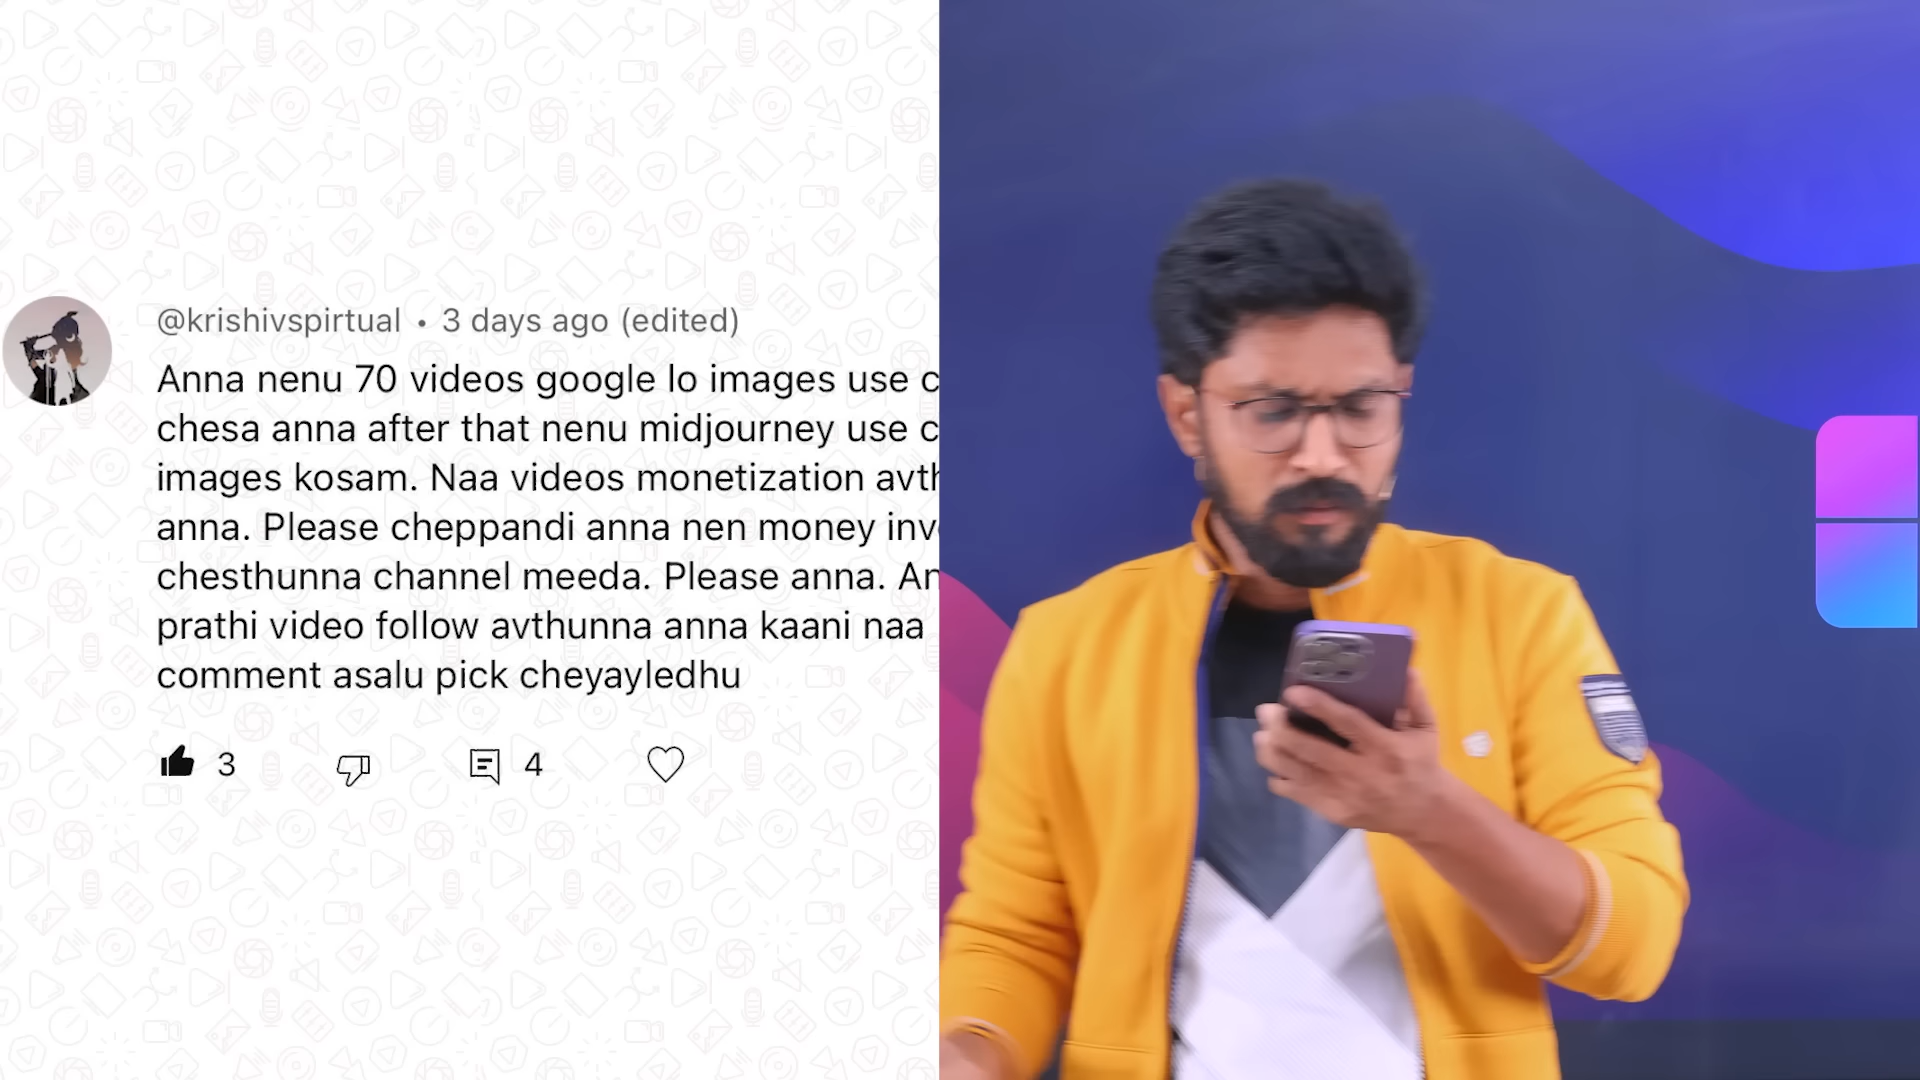 @krishivspirtual • 3 days ago (edited)
Anna nenu 70 videos google lo images use
chesa anna after that nenu midjourney use
images kosam. Naa videos monetization
anna. Please cheppandi anna nen money
chesthunna channel meeda. Please anna.
prathi video follow avthunna anna kaani naa
comment asalu pick cheyayledhu
3 4